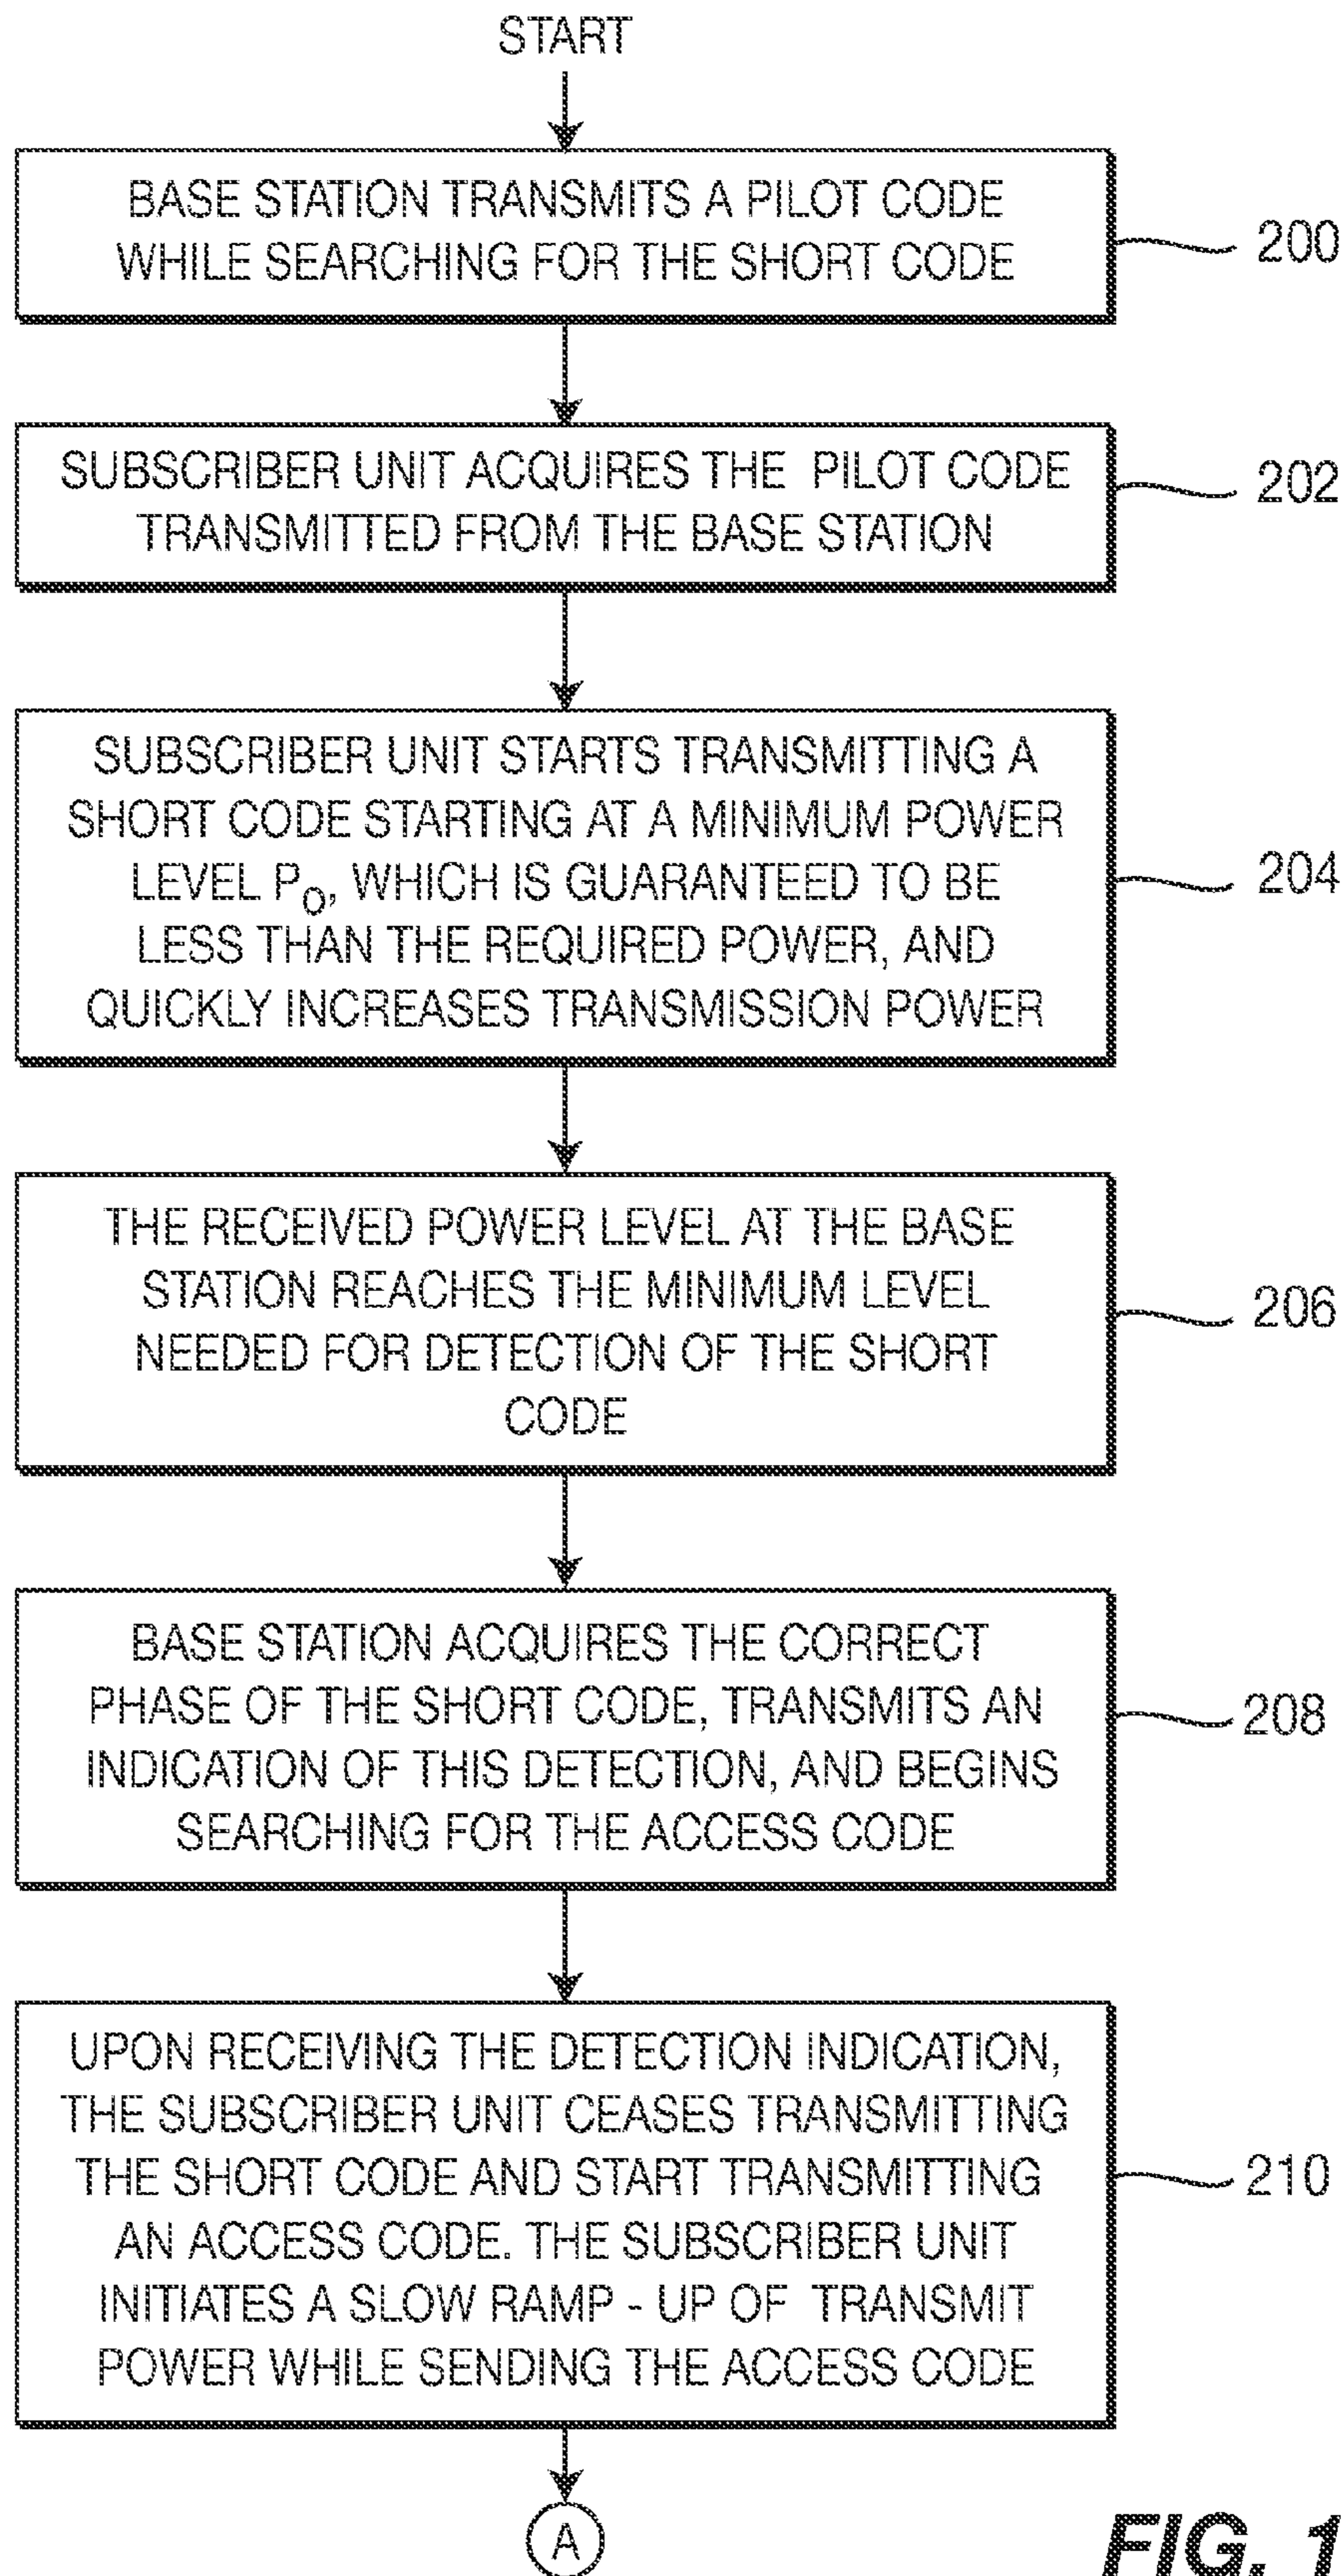 START
BASE STATION TRANSMITS A PILOT CODE
WHILE SEARCHING FOR THE SHORT CODE
200
SUBSCRIBER UNIT ACQUIRES THE PILOT CODE
TRANSMITTED FROM THE BASE STATION
202
SUBSCRIBER UNIT STARTS TRANSMITTING A
SHORT CODE STARTING AT A MINIMUM POWER
LEVEL PO, WHICH IS GUARANTEED TO BE
LESS THAN THE REQUIRED POWER, AND
QUICKLY INCREASES TRANSMISSION POWER
204
THE RECEIVED POWER LEVEL AT THE BASE
STATION REACHES THE MINIMUM LEVEL
NEEDED FOR DETECTION OF THE SHORT
CODE
206
BASE STATION ACQUIRES THE CORRECT
PHASE OF THE SHORT CODE, TRANSMITS AN
INDICATION OF THIS DETECTION, AND BEGINS
SEARCHING FOR THE ACCESS CODE
208
UPON RECEIVING THE DETECTION INDICATION,
THE SUBSCRIBER UNIT CEASES TRANSMITTING
THE SHORT CODE AND START TRANSMITTING
AN ACCESS CODE. THE SUBSCRIBER UNIT
INITIATES A SLOW RAMP - UP OF TRANSMIT
POWER WHILE SENDING THE ACCESS CODE
210
A
FIG. 1